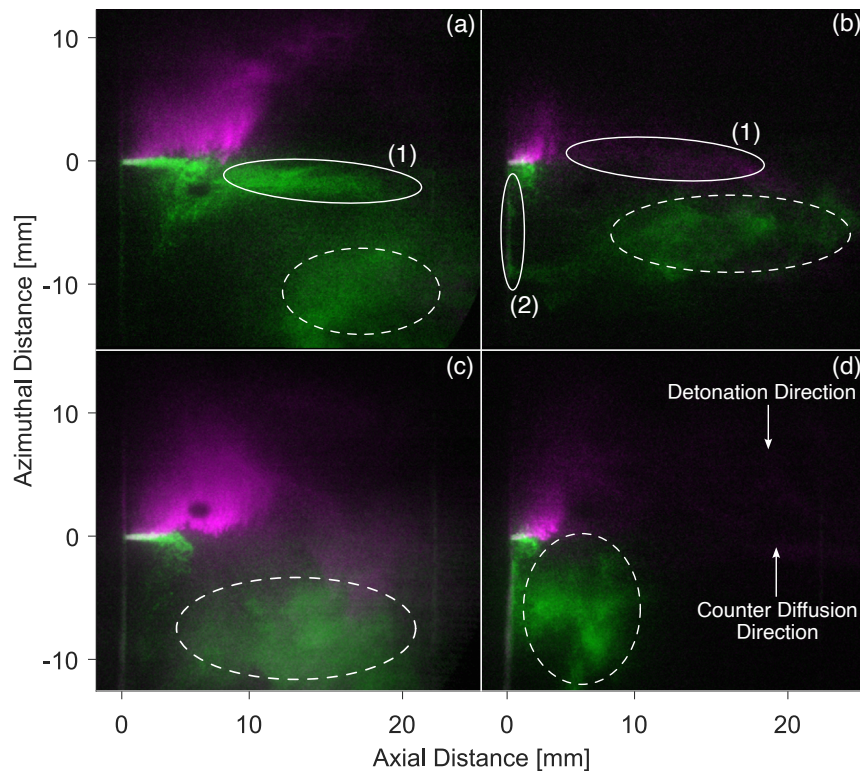 (a)
(b)
10
0
-10
(1)
(1)
(2)
(c)
(d)
10
0
-10
Detonation Direction
Counter Diffusion
Direction
0
10
20
0
10
20
Azimuthal Distance [mm]
Axial Distance [mm]